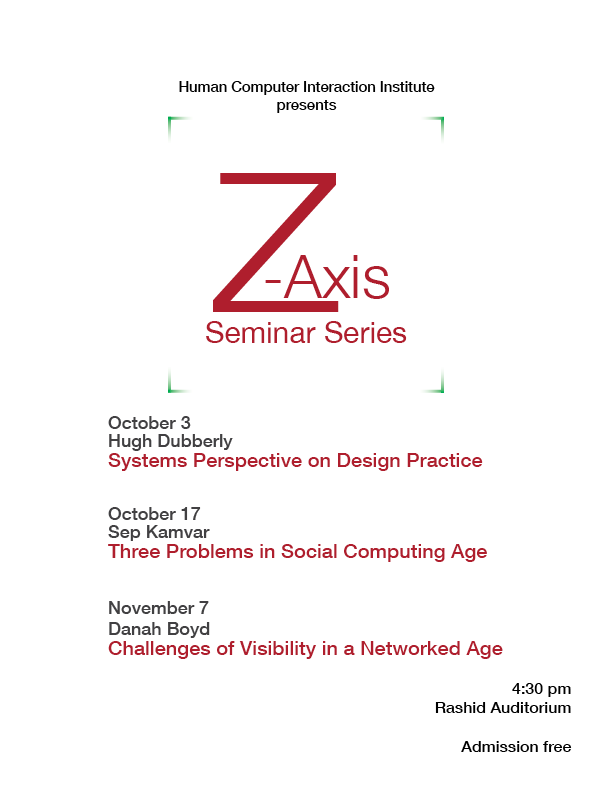 Human Computer Interaction Institute
presents
Z-Axis
Seminar Series
October 3
Hugh Dubberly
Systems Perspective on Design Practice
October 17
Sep Kamvar
Three Problems in Social Computing Age
November 7
Danah Boyd
Challenges of Visibility in a Networked Age
4:30 pm
Rashid Auditorium
Admission free